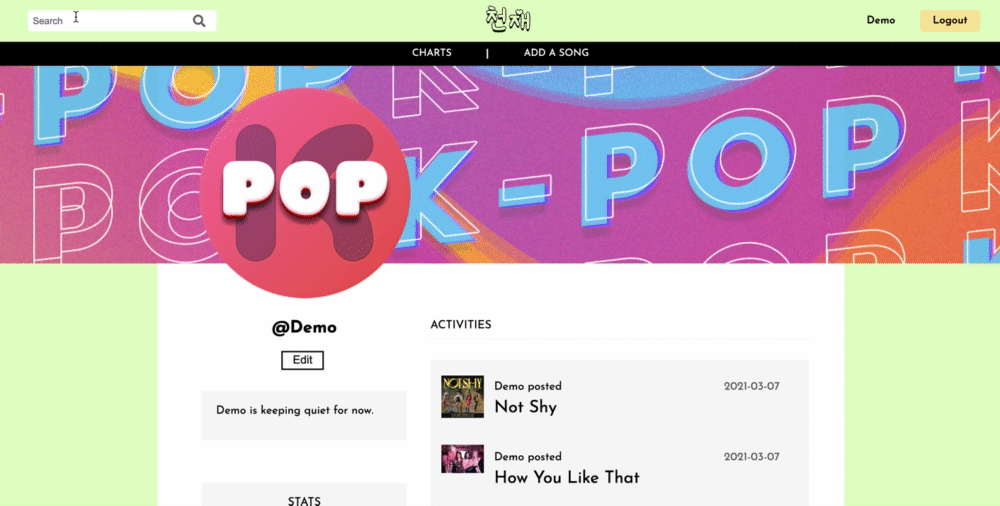 Search
천재
Demo
Logout
CHARTS | ADD A SONG
POP
K-POP
POP
K
POP
@Demo
Edit
Demo is keeping quiet for now.
STATS
ACTIVITIES
NOT SHY
Demo posted
2021-03-07
Not Shy
Demo posted
2021-03-07
How You Like That